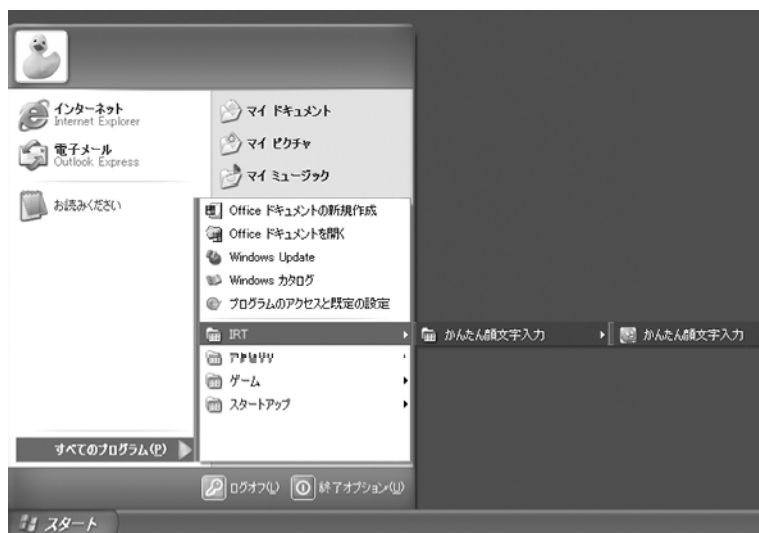 インターネット
Internet Explorer
電子メール
Outlook Express
お読みください
マイ ドキュメント
マイ ピクチャ
マイ ミュージック
Office ドキュメントの新規作成
Office ドキュメントを開く
Windows Update
Windows カタログ
プログラムのアクセスと既定の設定
IRT
かんたん顔文字入力
かんたん顔文字入力
ゲーム
スタートアップ
すべてのプログラム(P)
ログオフ(L)
終了オプション(U)
スタート